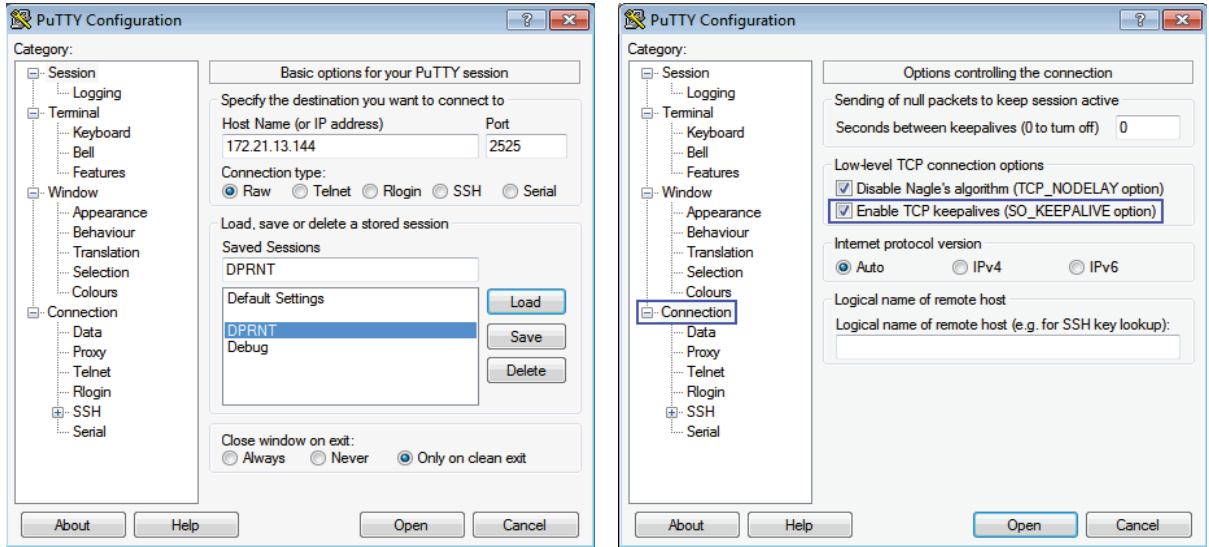 PuTTY Configuration
Category:
Session
Logging
Terminal
Keyboard
Bell
Features
Window
Appearance
Behaviour
Translation
Selection
Colours
Connection
Data
Proxy
Telnet
Rlogin
SSH
Serial
Basic options for your PuTTY session
Specify the destination you want to connect to
Host Name (or IP address) Port
172.21.13.144 2525
Connection type:
Raw Telnet Rlogin SSH Serial
Load, save or delete a stored session
Saved Sessions
DPRNT
Default Settings
DPRNT
Debug
Load
Save
Delete
Close window on exit:
Always Never Only on clean exit
About Help Open Cancel
PuTTY Configuration
Category:
Session
Logging
Terminal
Keyboard
Bell
Features
Window
Appearance
Behaviour
Translation
Selection
Colours
Connection
Data
Proxy
Telnet
Rlogin
SSH
Serial
Options controlling the connection
Sending of null packets to keep session active
Seconds between keepalives (0 to turn off) 0
Low-level TCP connection options
Disable Nagle's algorithm (TCP_NODELAY option)
Enable TCP keepalives (SO_KEEPALIVE option)
Internet protocol version
Auto IPv4 IPv6
Logical name of remote host
Logical name of remote host (e.g. for SSH key lookup):
About Help Open Cancel